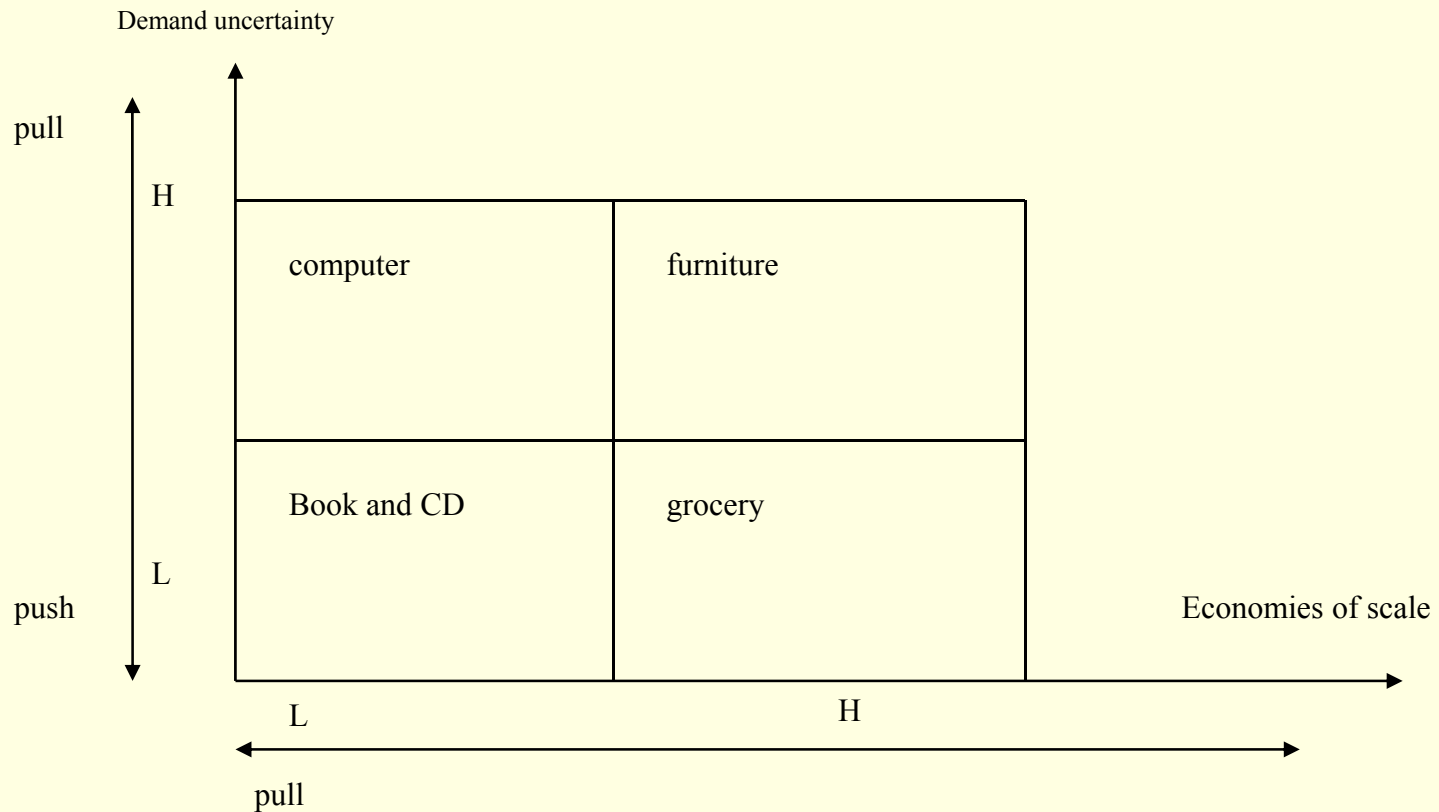 Demand uncertainty
pull
H
computer
furniture
Book and CD
grocery
L
push
Economies of scale
L
H
pull